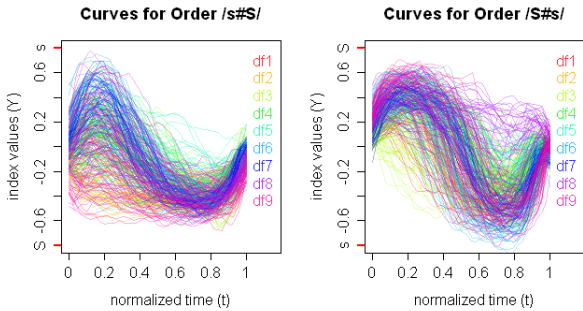 Curves for Order /s#S/
index values (Y)
S -0.6 -0.2 0.2 0.6 s
df1
df2
df3
df4
df5
df6
df7
df8
df9
0 0.2 0.4 0.6 0.8 1
normalized time (t)
Curves for Order /S#s/
index values (Y)
s -0.6 -0.2 0.2 0.6 S
df1
df2
df3
df4
df5
df6
df7
df8
df9
0 0.2 0.4 0.6 0.8 1
normalized time (t)